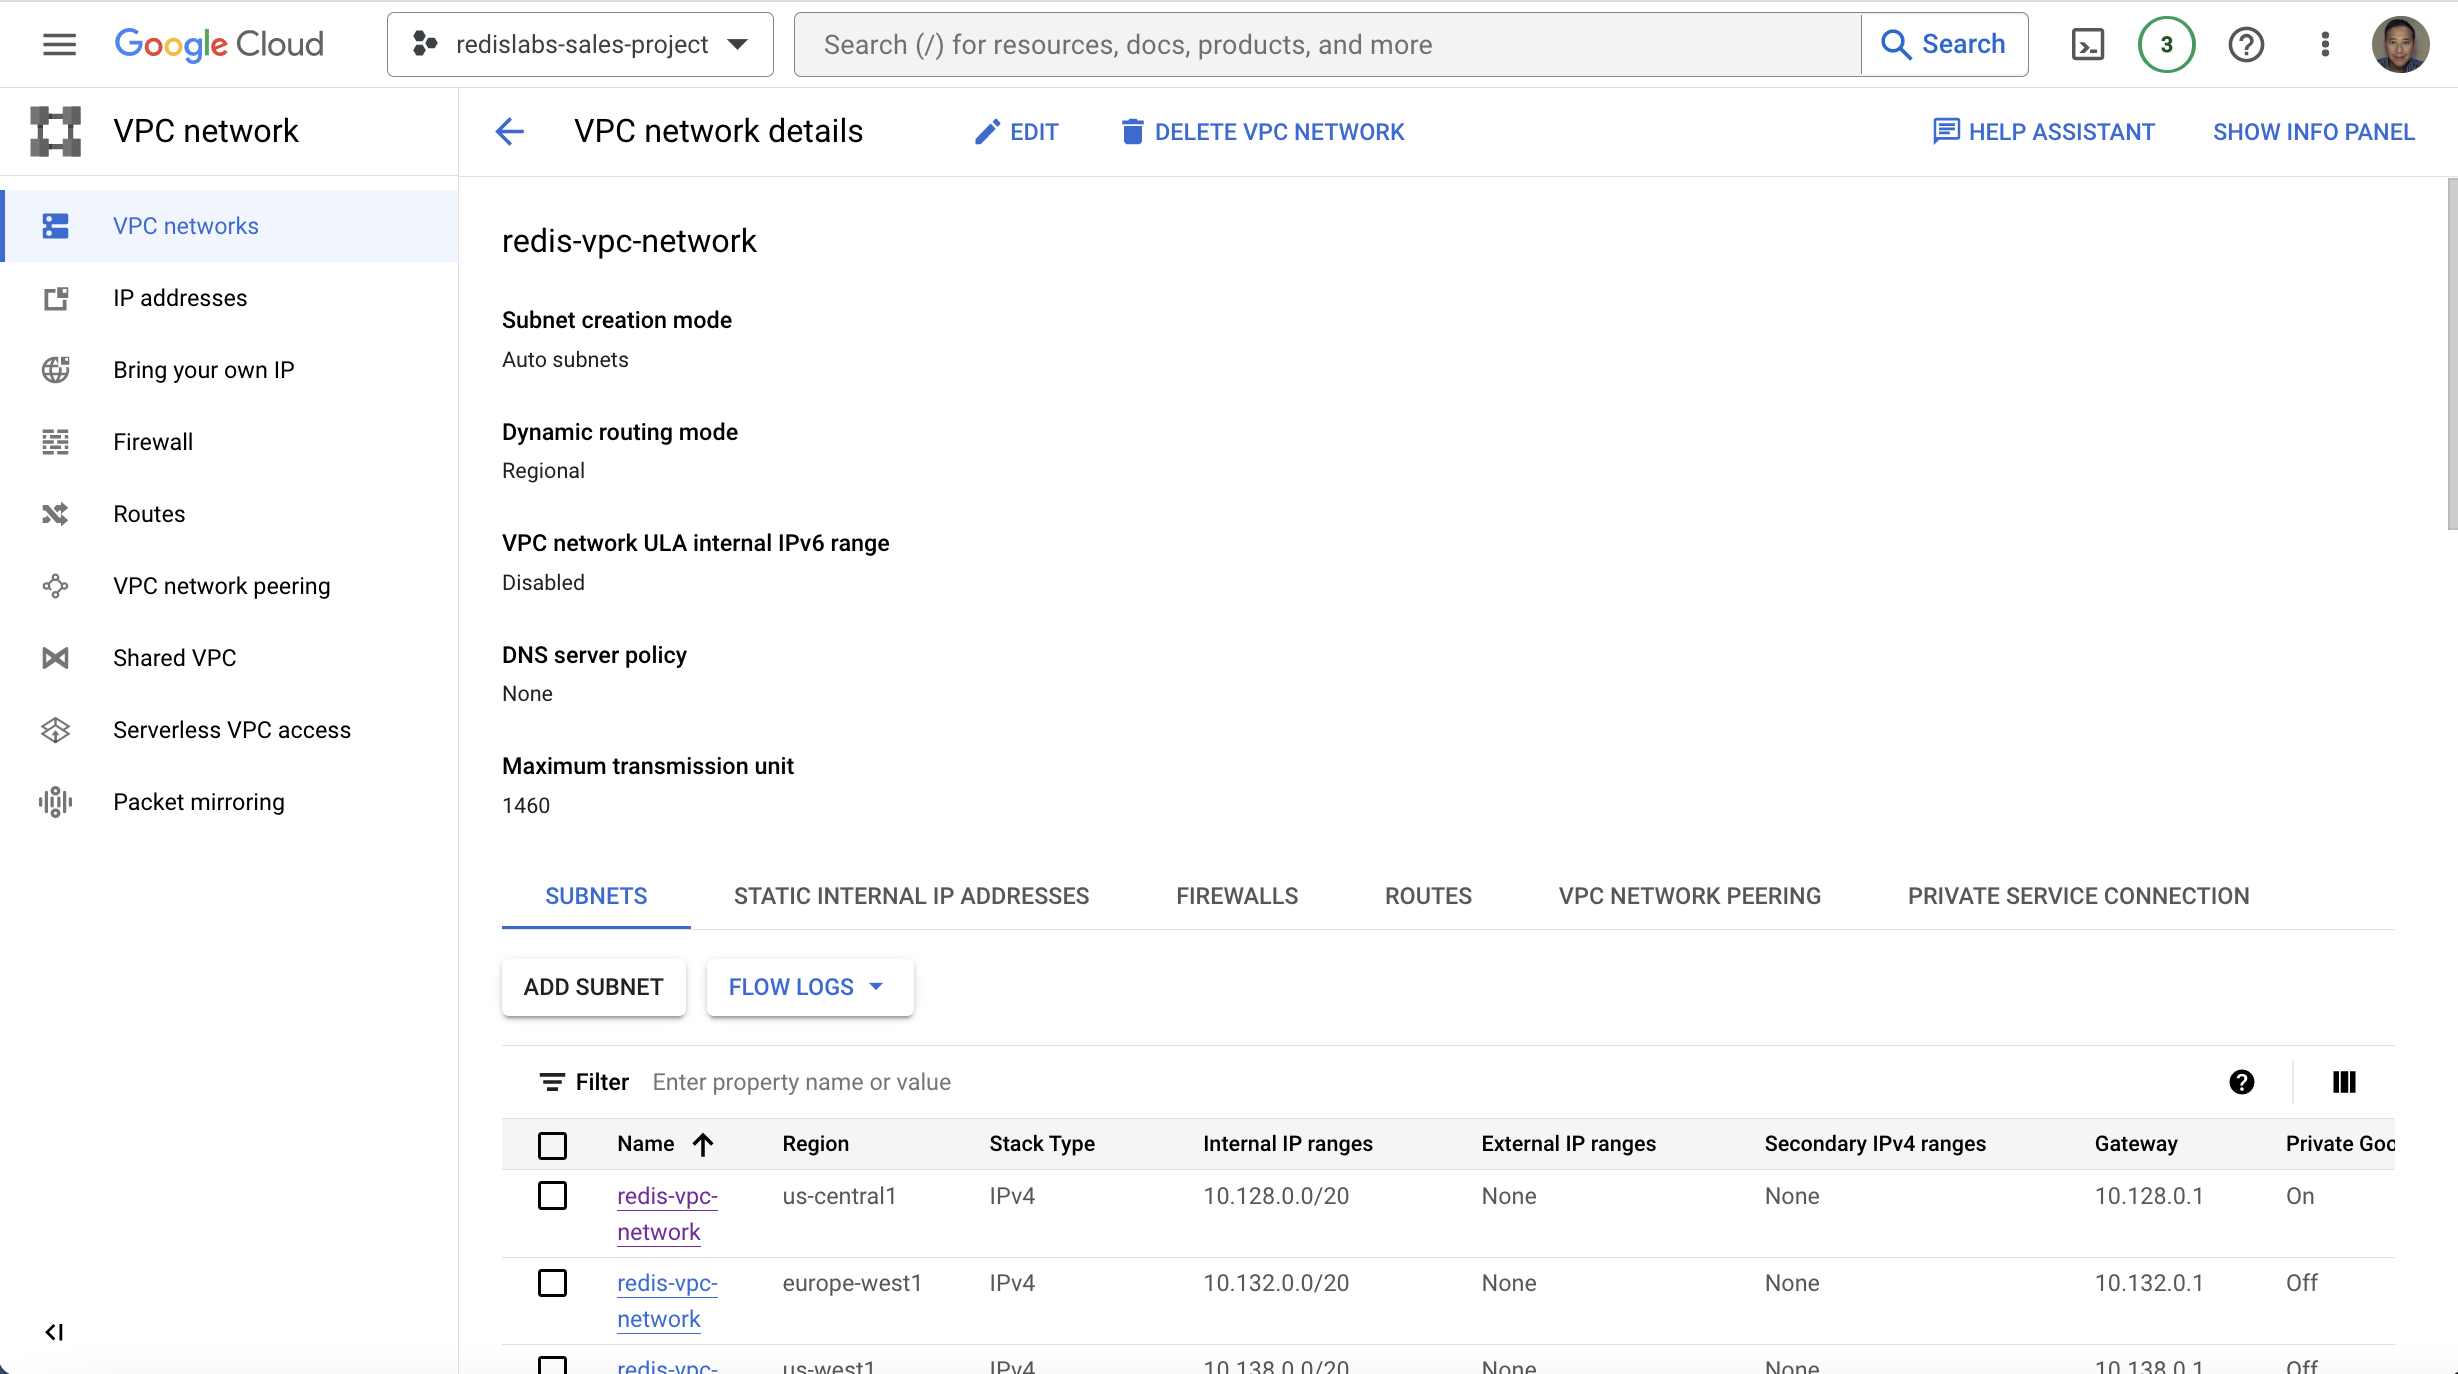 Google Cloud
redislabs-sales-project
Search (/) for resources, docs, products, and more
Search
3
VPC network
VPC network details
EDIT
DELETE VPC NETWORK
HELP ASSISTANT
SHOW INFO PANEL
VPC networks
IP addresses
Bring your own IP
Firewall
Routes
VPC network peering
Shared VPC
Serverless VPC access
Packet mirroring
redis-vpc-network
Subnet creation mode
Auto subnets
Dynamic routing mode
Regional
VPC network ULA internal IPv6 range
Disabled
DNS server policy
None
Maximum transmission unit
1460
SUBNETS STATIC INTERNAL IP ADDRESSES FIREWALLS ROUTES VPC NETWORK PEERING PRIVATE SERVICE CONNECTION
ADD SUBNET FLOW LOGS
Filter Enter property name or value
Name Region Stack Type Internal IP ranges External IP ranges Secondary IPv4 ranges Gateway Private Goo
redis-vpc- us-central1 IPv4 10.128.0.0/20 None None 10.128.0.1 On
network
redis-vpc- europe-west1 IPv4 10.132.0.0/20 None None 10.132.0.1 Off
network
redis-vpc- us-west1 IPv4 10.138.0.0/20 None None 10.138.0.1 Off